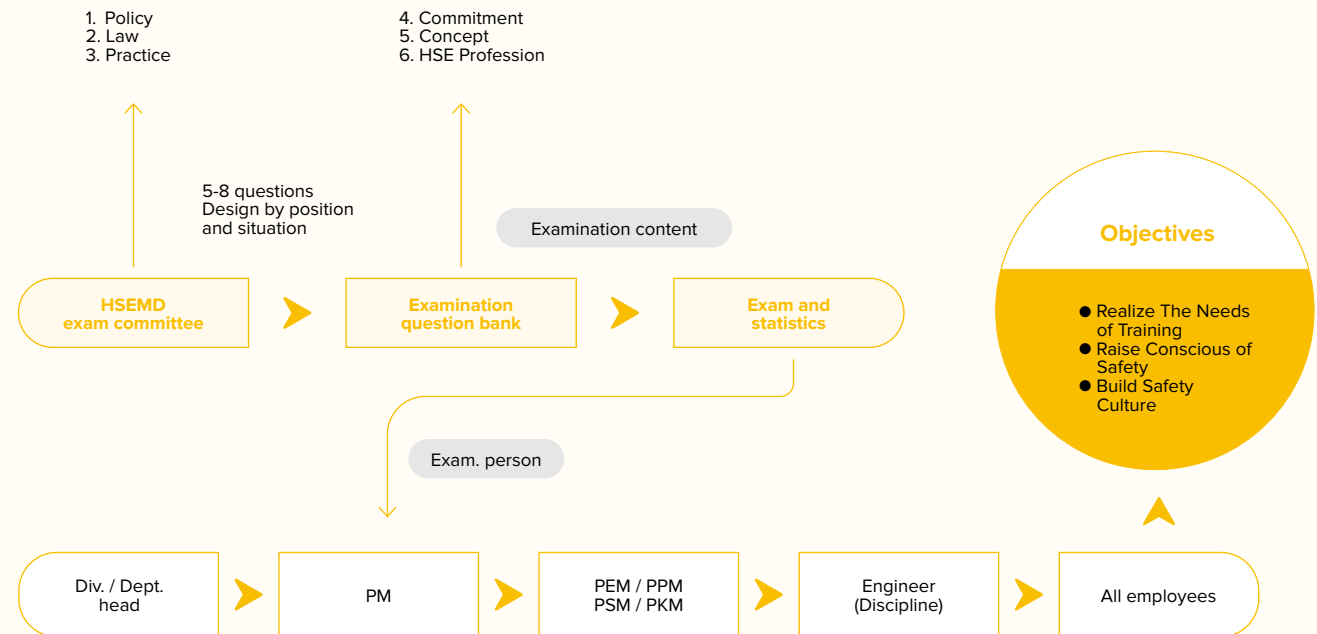 1. Policy
2. Law
3. Practice
4. Commitment
5. Concept
6. HSE Profession
5-8 questions
Design by position
and situation
Examination content
HSEMD
exam committee
Examination
question bank
Exam and
statistics
Objectives
● Realize The Needs
of Training
● Raise Conscious of
Safety
● Build Safety
Culture
Exam. person
Div. / Dept.
head
PM
PEM / PPM
PSM / PKM
Engineer
(Discipline)
All employees